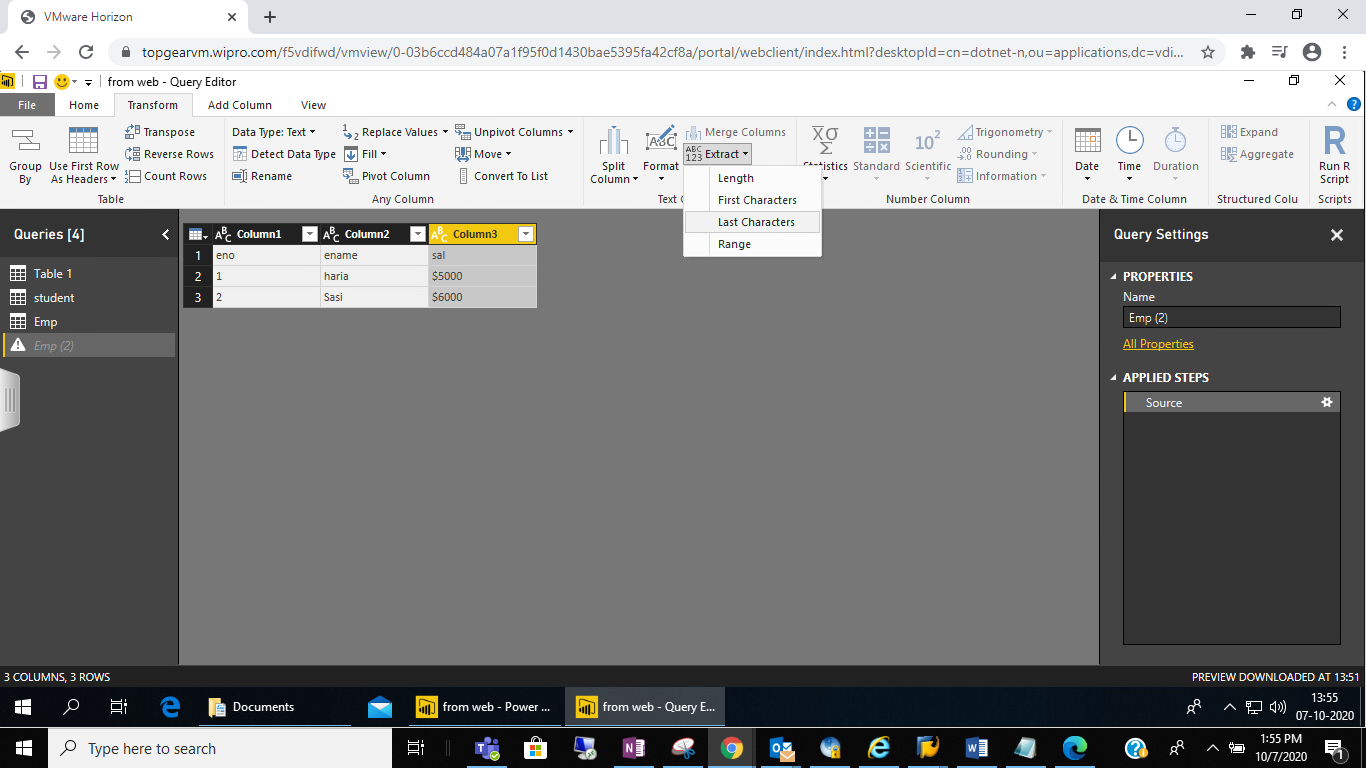 VMware Horizon
topgearvm.wipro.com/f5vdifwd/vmview/0-03b6ccd484a07a1f95f0d1430bae5395fa42cf8a/portal/webclient/index.html?desktopId=cn=dotnet-n,ou=applications,dc=vdi...
from web - Query Editor
File Home Transform Add Column View
Group By
Use First Row As Headers
Transpose
Reverse Rows
Count Rows
Table
Data Type: Text
Detect Data Type
Rename
Replace Values
Fill
Pivot Column
Unpivot Columns
Move
Convert To List
Any Column
Split Column
Format
Merge Columns
Extract
Text C
Length
First Characters
Last Characters
Range
Statistics
Standard
Scientific
10²
Trigonometry
Rounding
Information
Number Column
Date
Time
Duration
Date & Time Column
Expand
Aggregate
Structured Colu
R
Run R Script
Scripts
Queries [4]
Table 1
student
Emp
Emp (2)
Column1 Column2 Column3
1 eno ename sal
2 1 haria $5000
3 2 Sasi $6000
Query Settings
PROPERTIES
Name
Emp (2)
All Properties
APPLIED STEPS
Source
3 COLUMNS, 3 ROWS
PREVIEW DOWNLOADED AT 13:51
Documents
from web - Power ...
from web - Query E...
13:55
07-10-2020
Type here to search
1:55 PM
10/7/2020